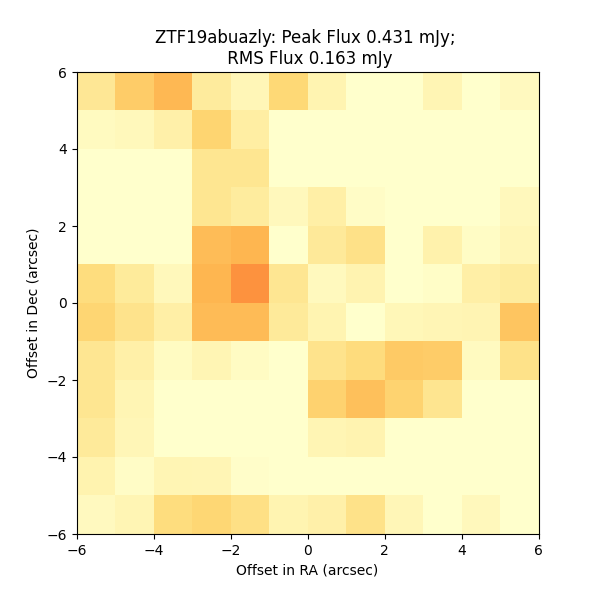 ZTF19abuazly: Peak Flux 0.431 mJy;
RMS Flux 0.163 mJy
6
4
2
0
−2
−4
−6
Offset in Dec (arcsec)
−6 −4 −2 0 2 4 6
Offset in RA (arcsec)